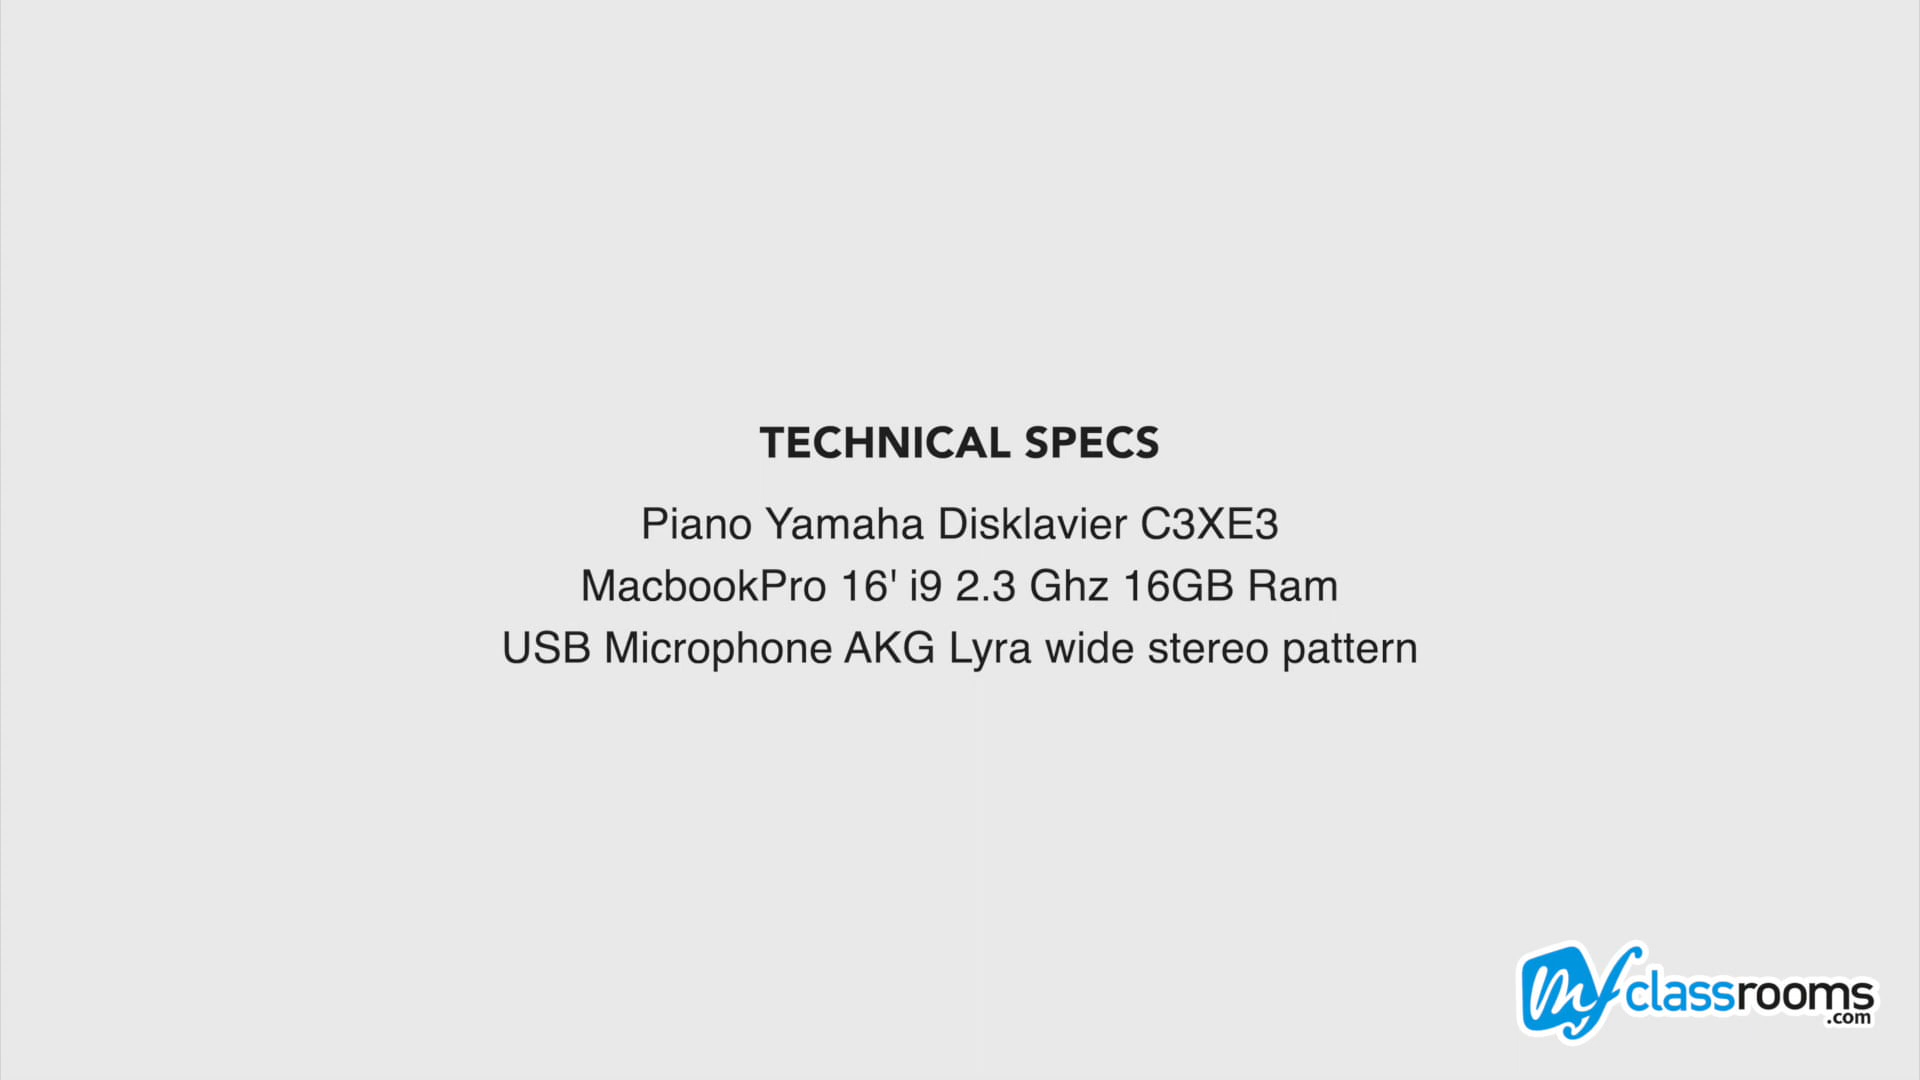 TECHNICAL SPECS
Piano Yamaha Disklavier C3XE3
MacbookPro 16' i9 2.3 Ghz 16GB Ram
USB Microphone AKG Lyra wide stereo pattern
myclassrooms
.com